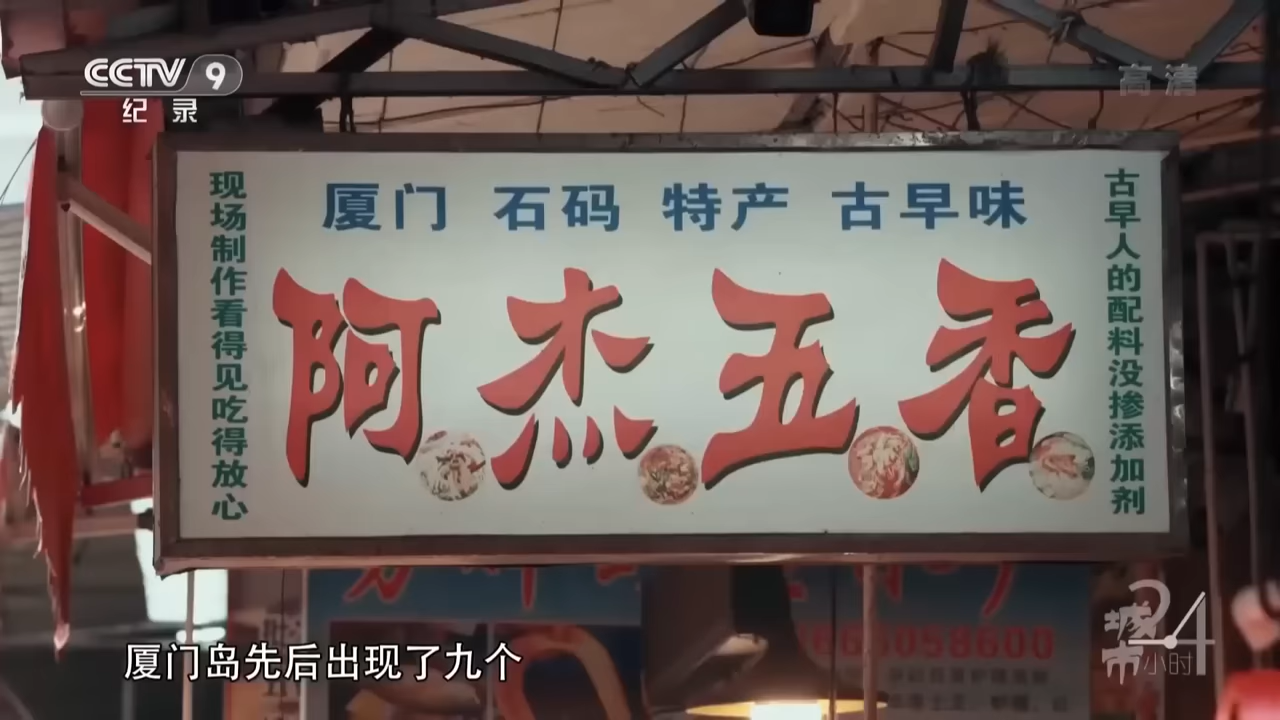 CCTV 9
纪录
高清
厦门 石码 特产 古早味
现场制作看得见吃得放心
阿杰五香
古早人的配料没掺添加剂
58600
厦门岛先后出现了九个
城市24小时